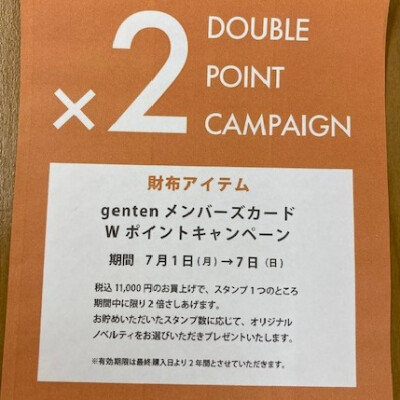 ×2
DOUBLE
POINT
CAMPAIGN
財布アイテム
genten メンバーズカード
W ポイントキャンペーン
期間 7月1日(月)→7日(日)
税込 11,000 円のお買上げで、スタンプ1つのところ
期間中に限り2倍さしあげます。
お貯めいただいたスタンプ数に応じて、オリジナル
ノベルティをお選びいただきプレゼントいたします。
※有効期限は最終購入日より2年間とさせていただきます。